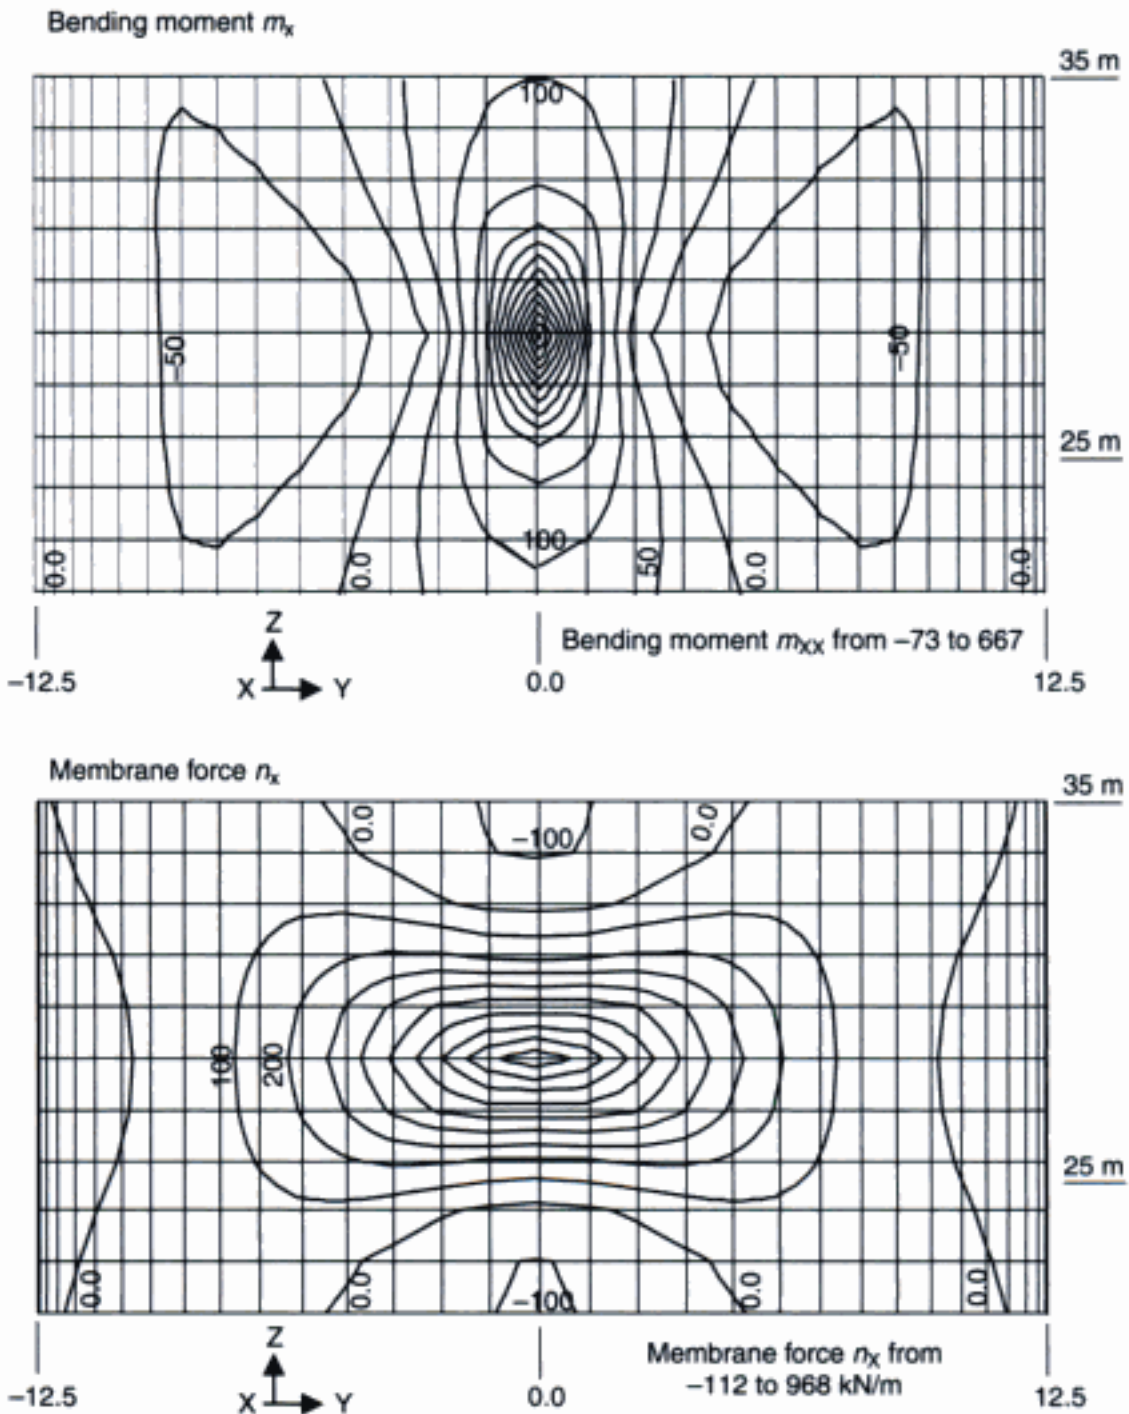 Bending moment mx
35 m
100
-50
-50
25 m
0.0
0.0
100
50
0.0
0.0
Z
X Y
Bending moment mXX from –73 to 667
–12.5
0.0
12.5
Membrane force nx
35 m
0.0
–100
0.0
100
200
25 m
0.0
0.0
–100
0.0
0.0
Z
X Y
Membrane force nx from
–112 to 968 kN/m
–12.5
0.0
12.5